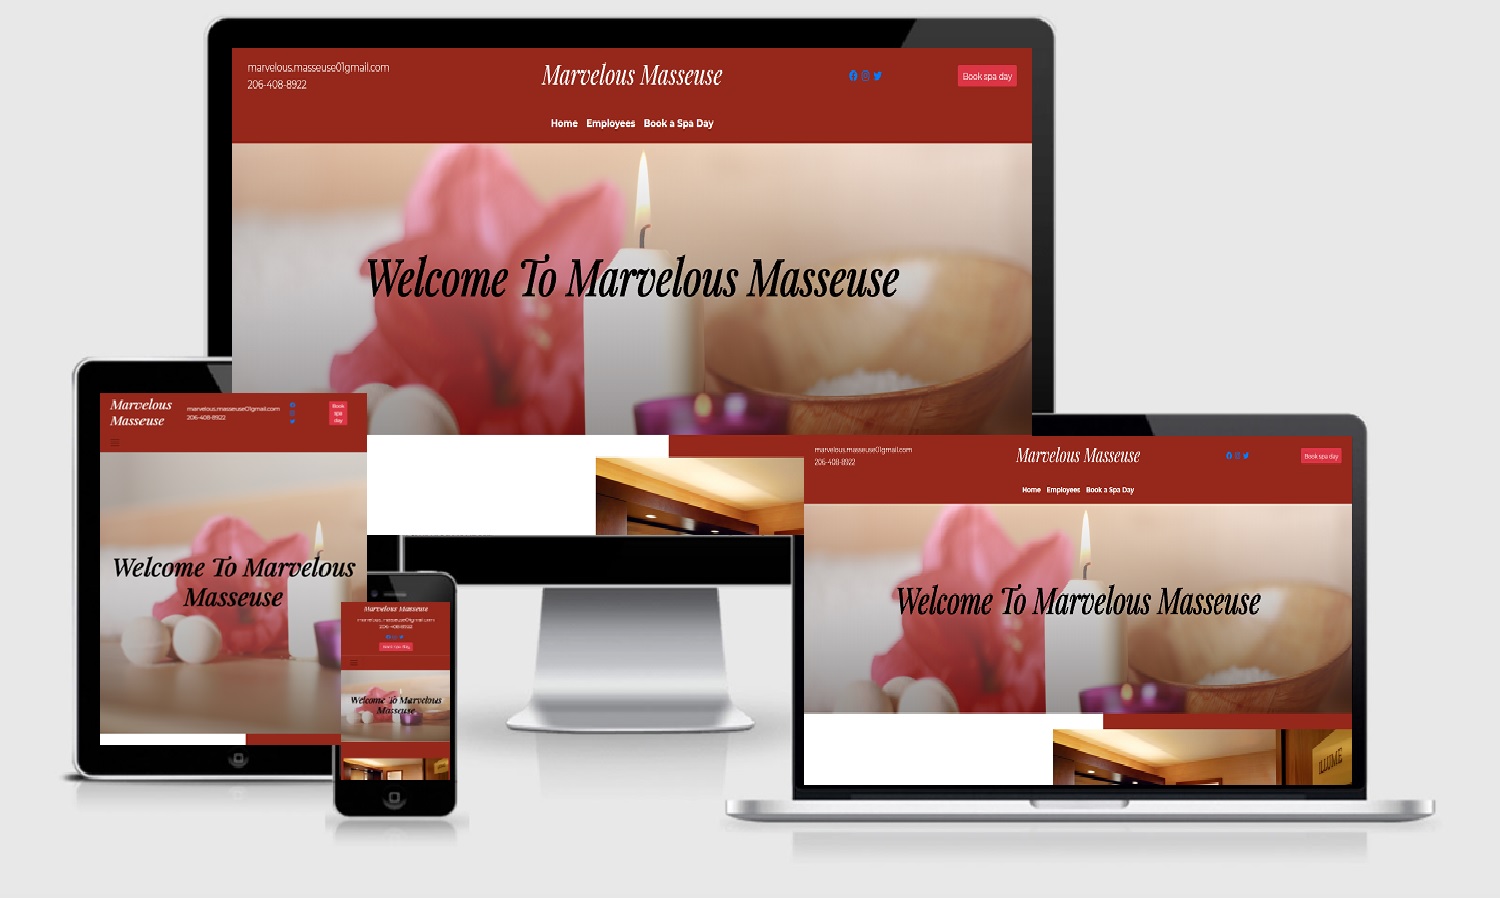 marvelous.masseuse01gmail.com
206-408-8922
Marvelous Masseuse
Book spa day
Home Employees Book a Spa Day
Welcome To Marvelous Masseuse
Marvelous
Masseuse
marvelous.masseuse01gmail.com
206-408-8922
Book
spa
day
Welcome To Marvelous
Masseuse
Marvelous Masseuse
marvelous.masseuse01gmail.com
206-408-8922
Book spa day
Welcome To Marvelous
Masseuse
marvelous.masseuse01gmail.com
206-408-8922
Marvelous Masseuse
Book spa day
Home Employees Book a Spa Day
Welcome To Marvelous Masseuse
ILLUME